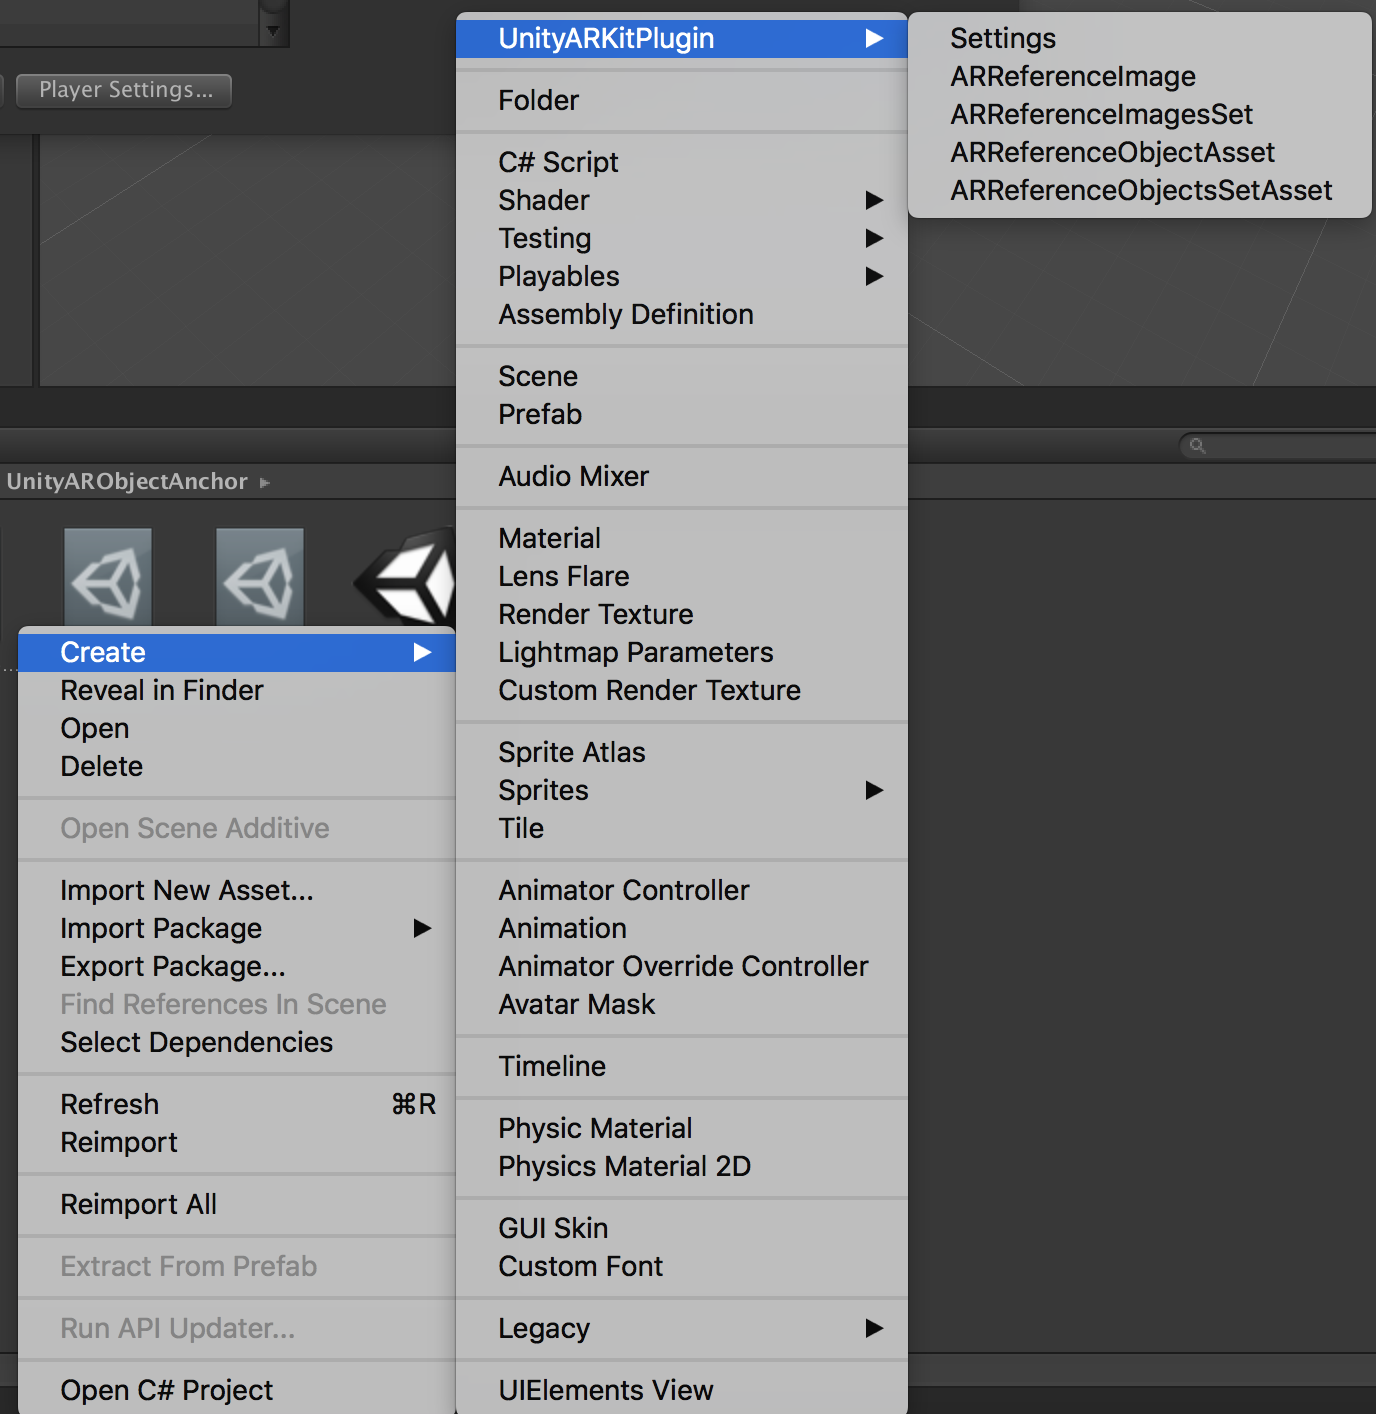 Player Settings...
UnityARObjectAnchor
Create
Reveal in Finder
Open
Delete
Open Scene Additive
Import New Asset...
Import Package
Export Package...
Find References In Scene
Select Dependencies
Refresh ⌘R
Reimport
Reimport All
Extract From Prefab
Run API Updater...
Open C# Project
UnityARKitPlugin
Folder
C# Script
Shader
Testing
Playables
Assembly Definition
Scene
Prefab
Audio Mixer
Material
Lens Flare
Render Texture
Lightmap Parameters
Custom Render Texture
Sprite Atlas
Sprites
Tile
Animator Controller
Animation
Animator Override Controller
Avatar Mask
Timeline
Physic Material
Physics Material 2D
GUI Skin
Custom Font
Legacy
UIElements View
Settings
ARReferenceImage
ARReferenceImagesSet
ARReferenceObjectAsset
ARReferenceObjectsSetAsset